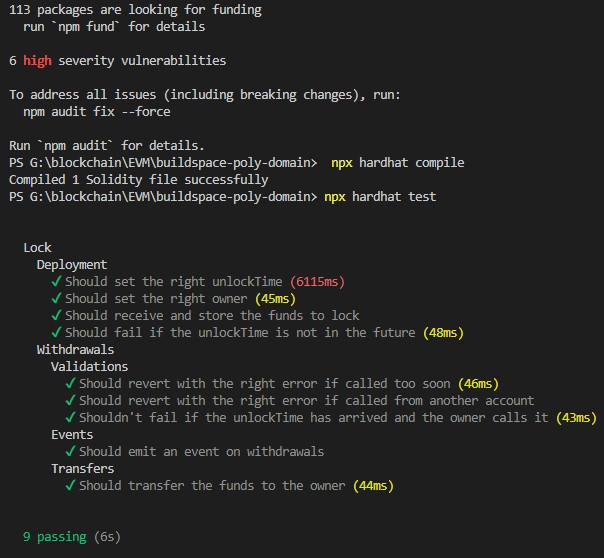 113 packages are looking for funding
run `npm fund` for details
6 high severity vulnerabilities
To address all issues (including breaking changes), run:
npm audit fix --force
Run `npm audit` for details.
PS G:\blockchain\EVM\buildspace-poly-domain>  npx hardhat compile
Compiled 1 Solidity file successfully
PS G:\blockchain\EVM\buildspace-poly-domain> npx hardhat test
Lock
Deployment
✓ Should set the right unlockTime (6115ms)
✓ Should set the right owner (45ms)
✓ Should receive and store the funds to lock
✓ Should fail if the unlockTime is not in the future (48ms)
Withdrawals
Validations
✓ Should revert with the right error if called too soon (46ms)
✓ Should revert with the right error if called from another account
✓ Shouldn't fail if the unlockTime has arrived and the owner calls it (43ms)
Events
✓ Should emit an event on withdrawals
Transfers
✓ Should transfer the funds to the owner (44ms)
9 passing (6s)